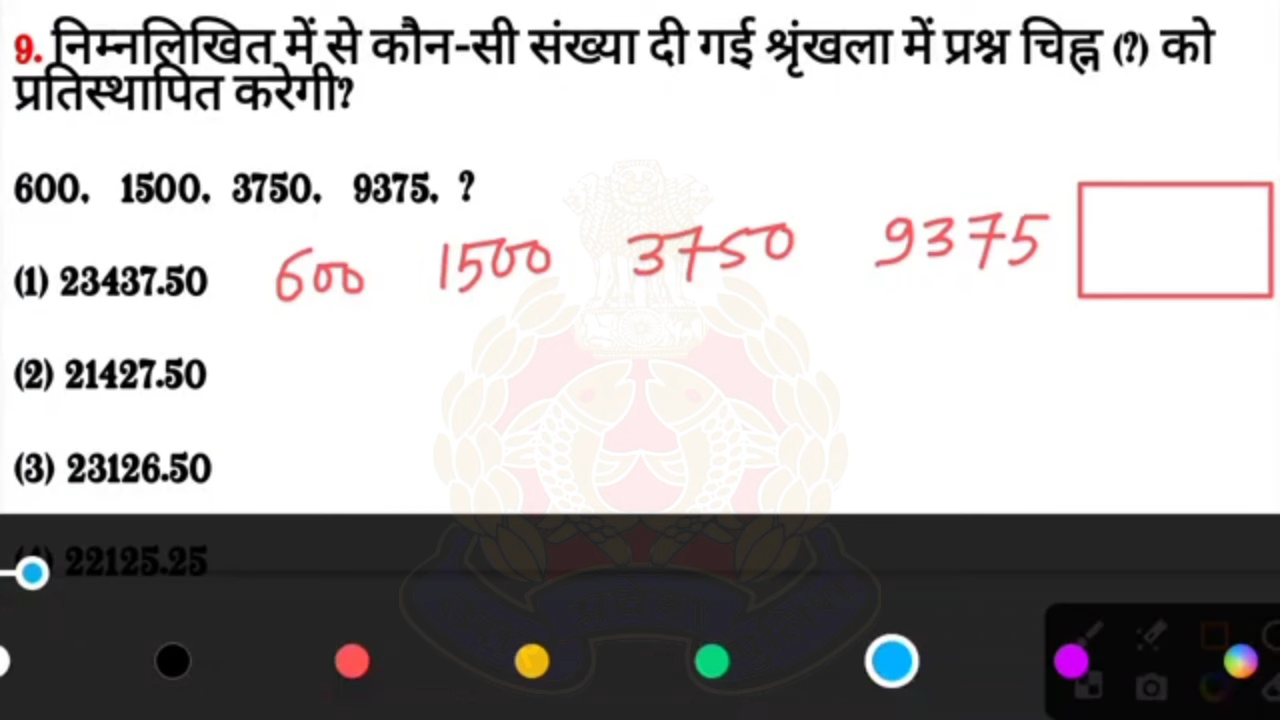 9. निम्नलिखित में से कौन-सी संख्या दी गई श्रृंखला में प्रश्न चिह्न (?) को
प्रतिस्थापित करेगी?
600, 1500, 3750, 9375, ?
(1) 23437.50
600 1500 3750 9375
(2) 21427.50
(3) 23126.50
(4) 22125.25